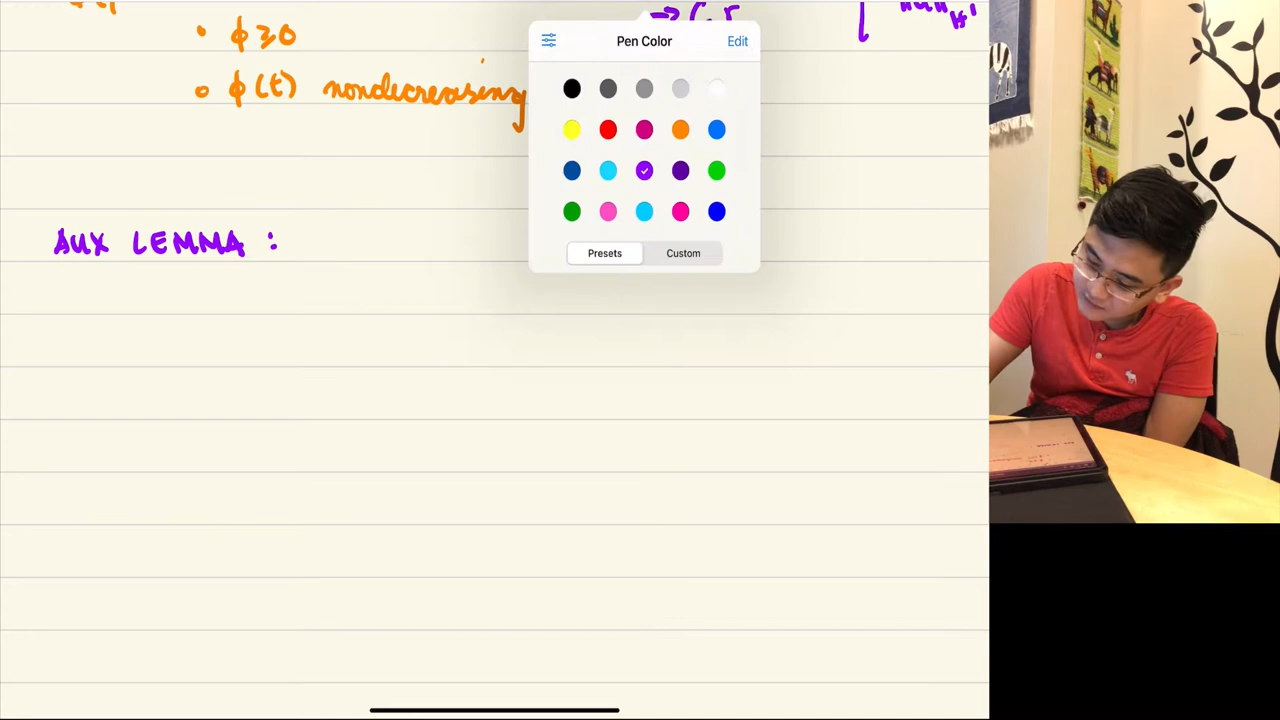 • ϕ ≥ 0
• ϕ(t) nondecreasing
Pen Color
Edit
AUX LEMMA :
Presets
Custom